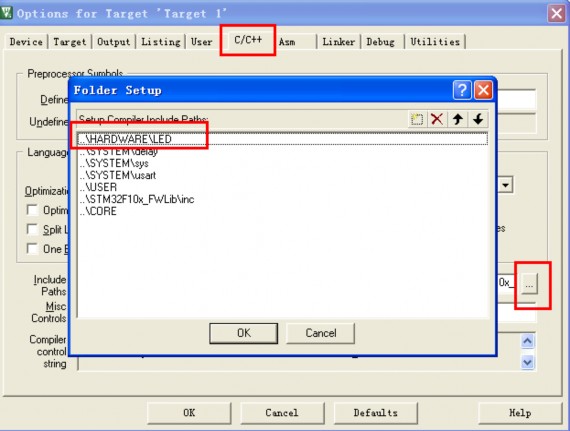 Options for Target 'Target 1'
Device Target Output Listing User C/C++ Asm Linker Debug Utilities
Preprocessor Symbols
Define
Undefine
Folder Setup
Setup Compiler Include Paths:
..\HARDWARE\LED
..\SYSTEM\delay
..\SYSTEM\sys
..\SYSTEM\usart
..\USER
..\STM32F10x_FWLib\inc
..\CORE
Language
Optimizati
Optim
Split L
One E
es
Include
Paths
0x_
...
Misc
Controls
OK Cancel
Compiler
control
string
OK Cancel Defaults Help